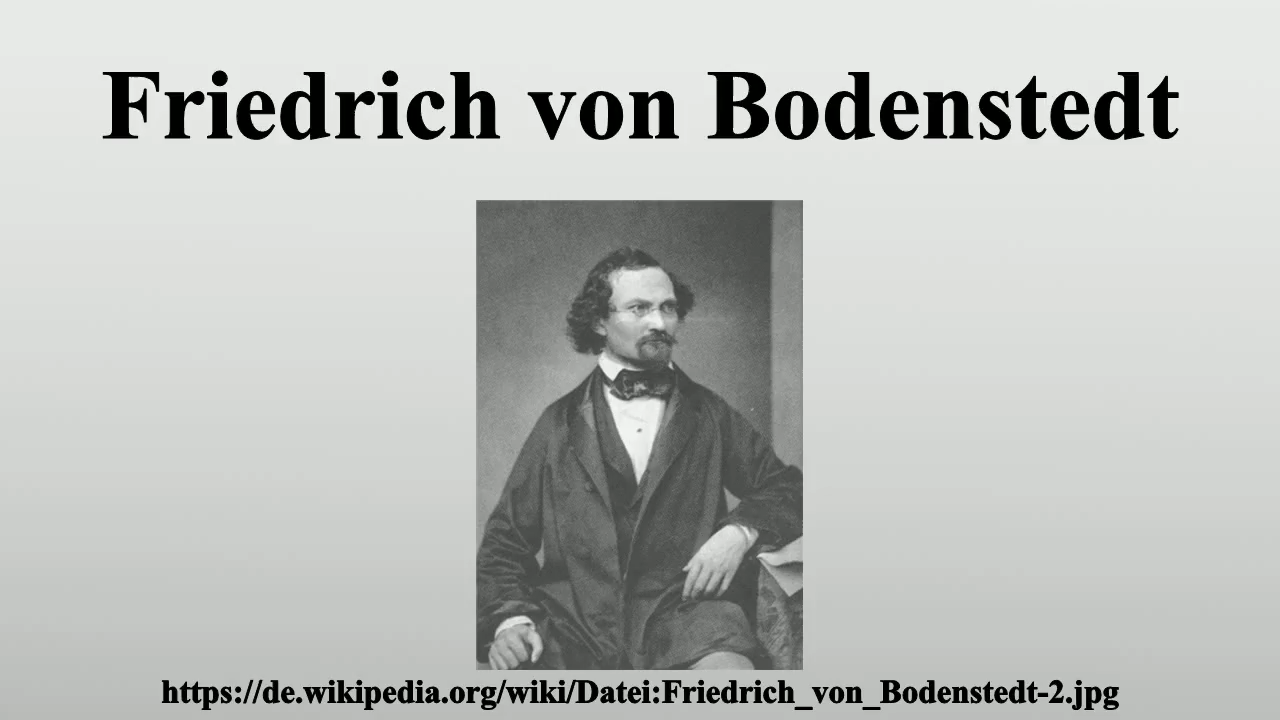 Friedrich von Bodenstedt
https://de.wikipedia.org/wiki/Datei:Friedrich_von_Bodenstedt-2.jpg